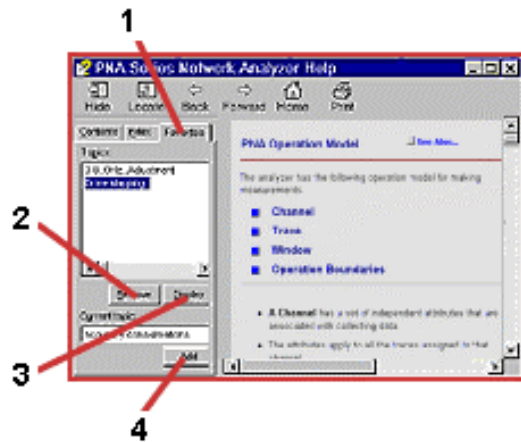 1
PNA Series Network Analyzer Help
Hide Locate Back Forward Home Print
Contents Index Favorites
Topics
PNA Operation Model See Also...
The analyzer has the following operation model for making
measurements.
Channel
Trace
Window
Operation Boundaries
2
Remove Display
Current topic
3
Add
A Channel has a set of independent attributes that are
associated with collecting data.
The attributes apply to all the traces assigned to that
channel
4